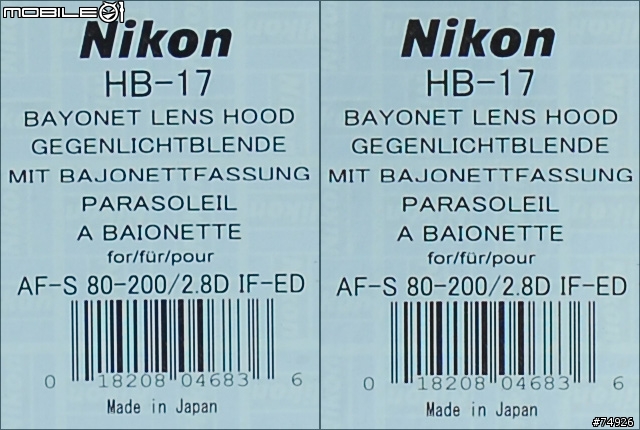 MOBILE01
Nikon
HB-17
BAYONET LENS HOOD
GEGENLICHTBLENDE
MIT BAJONETTFASSUNG
PARASOLEIL
A BAIONETTE
for/für/pour
AF-S 80-200/2.8D IF-ED
0 18208 04683 6
Made in Japan
Nikon
HB-17
BAYONET LENS HOOD
GEGENLICHTBLENDE
MIT BAJONETTFASSUNG
PARASOLEIL
A BAIONETTE
for/für/pour
AF-S 80-200/2.8D IF-ED
0 18208 04683 6
Made in Japan
#74926